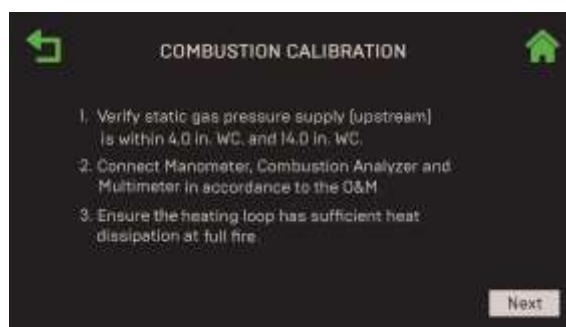 COMBUSTION CALIBRATION
1. Verify static gas pressure supply (upstream)
is within 4.0 in. WC. and 14.0 in. WC.
2. Connect Manometer, Combustion Analyzer and
Multimeter in accordance to the O&M
3. Ensure the heating loop has sufficient heat
dissipation at full fire
Next